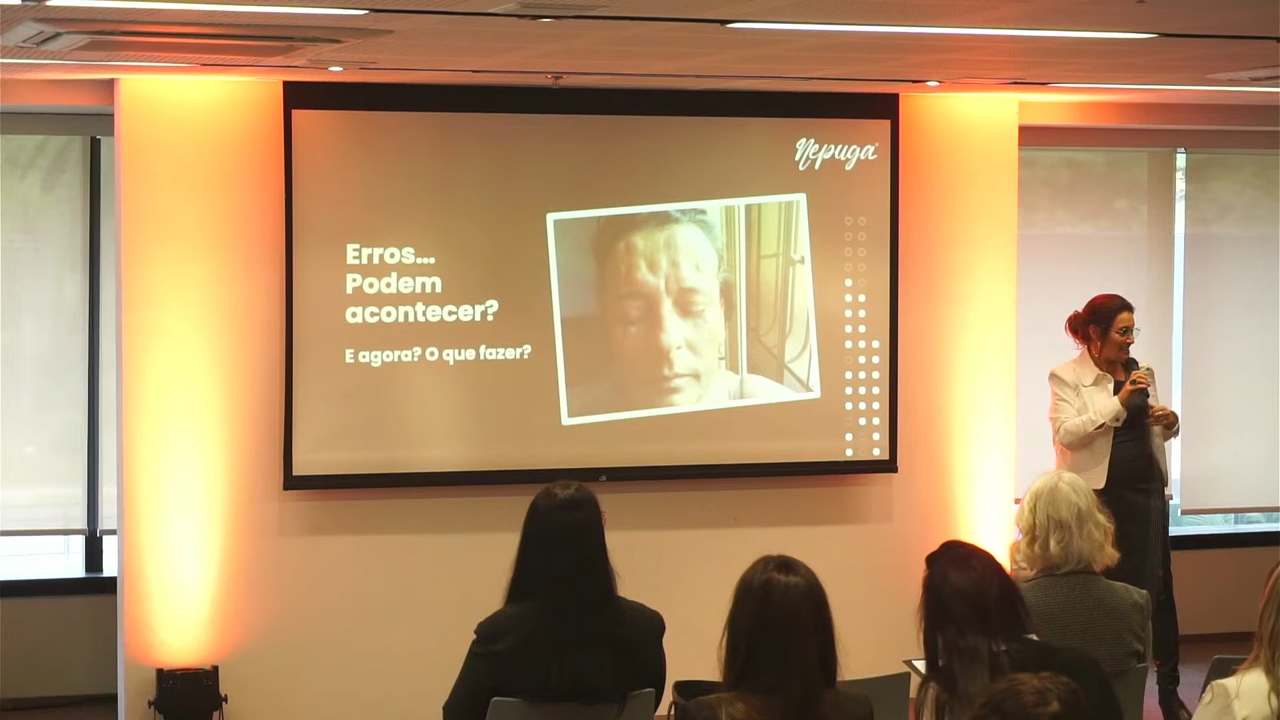 Nepuga
Erros...
Podem
acontecer?
E agora? O que fazer?